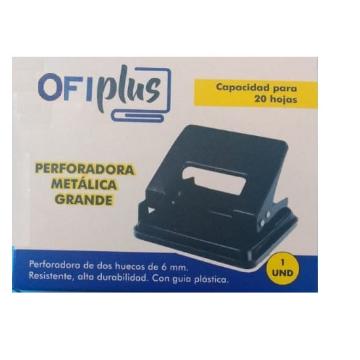 OFIplus
Capacidad para
20 hojas
PERFORADORA
METÁLICA
GRANDE
Perforadora de dos huecos de 6 mm.
Resistente, alta durabilidad. Con guia plástica.
1
UND